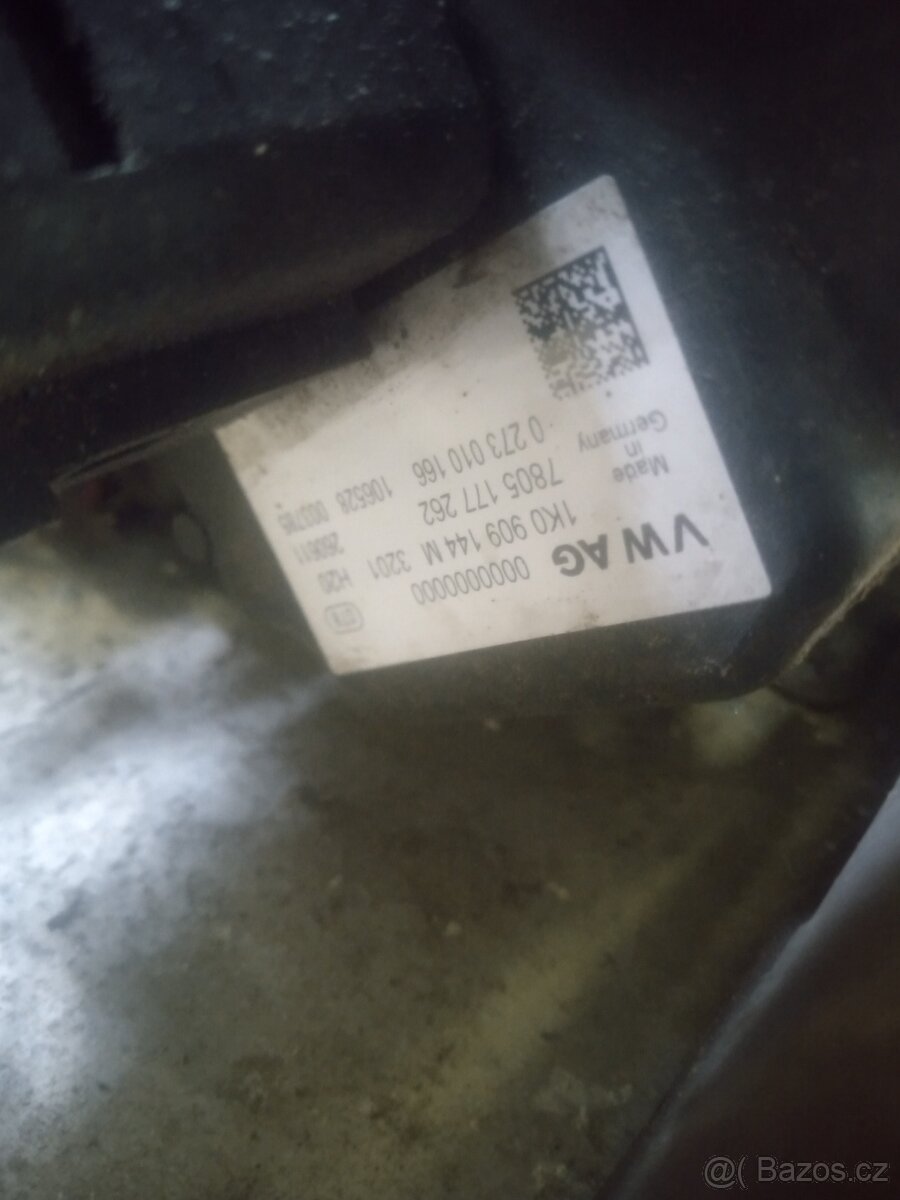 VW AG 000000000
1K0 909 144 M 3201 H20
7805 177 262 260611
Made in Germany
0 273 010 166 106528
@( Bazos.cz